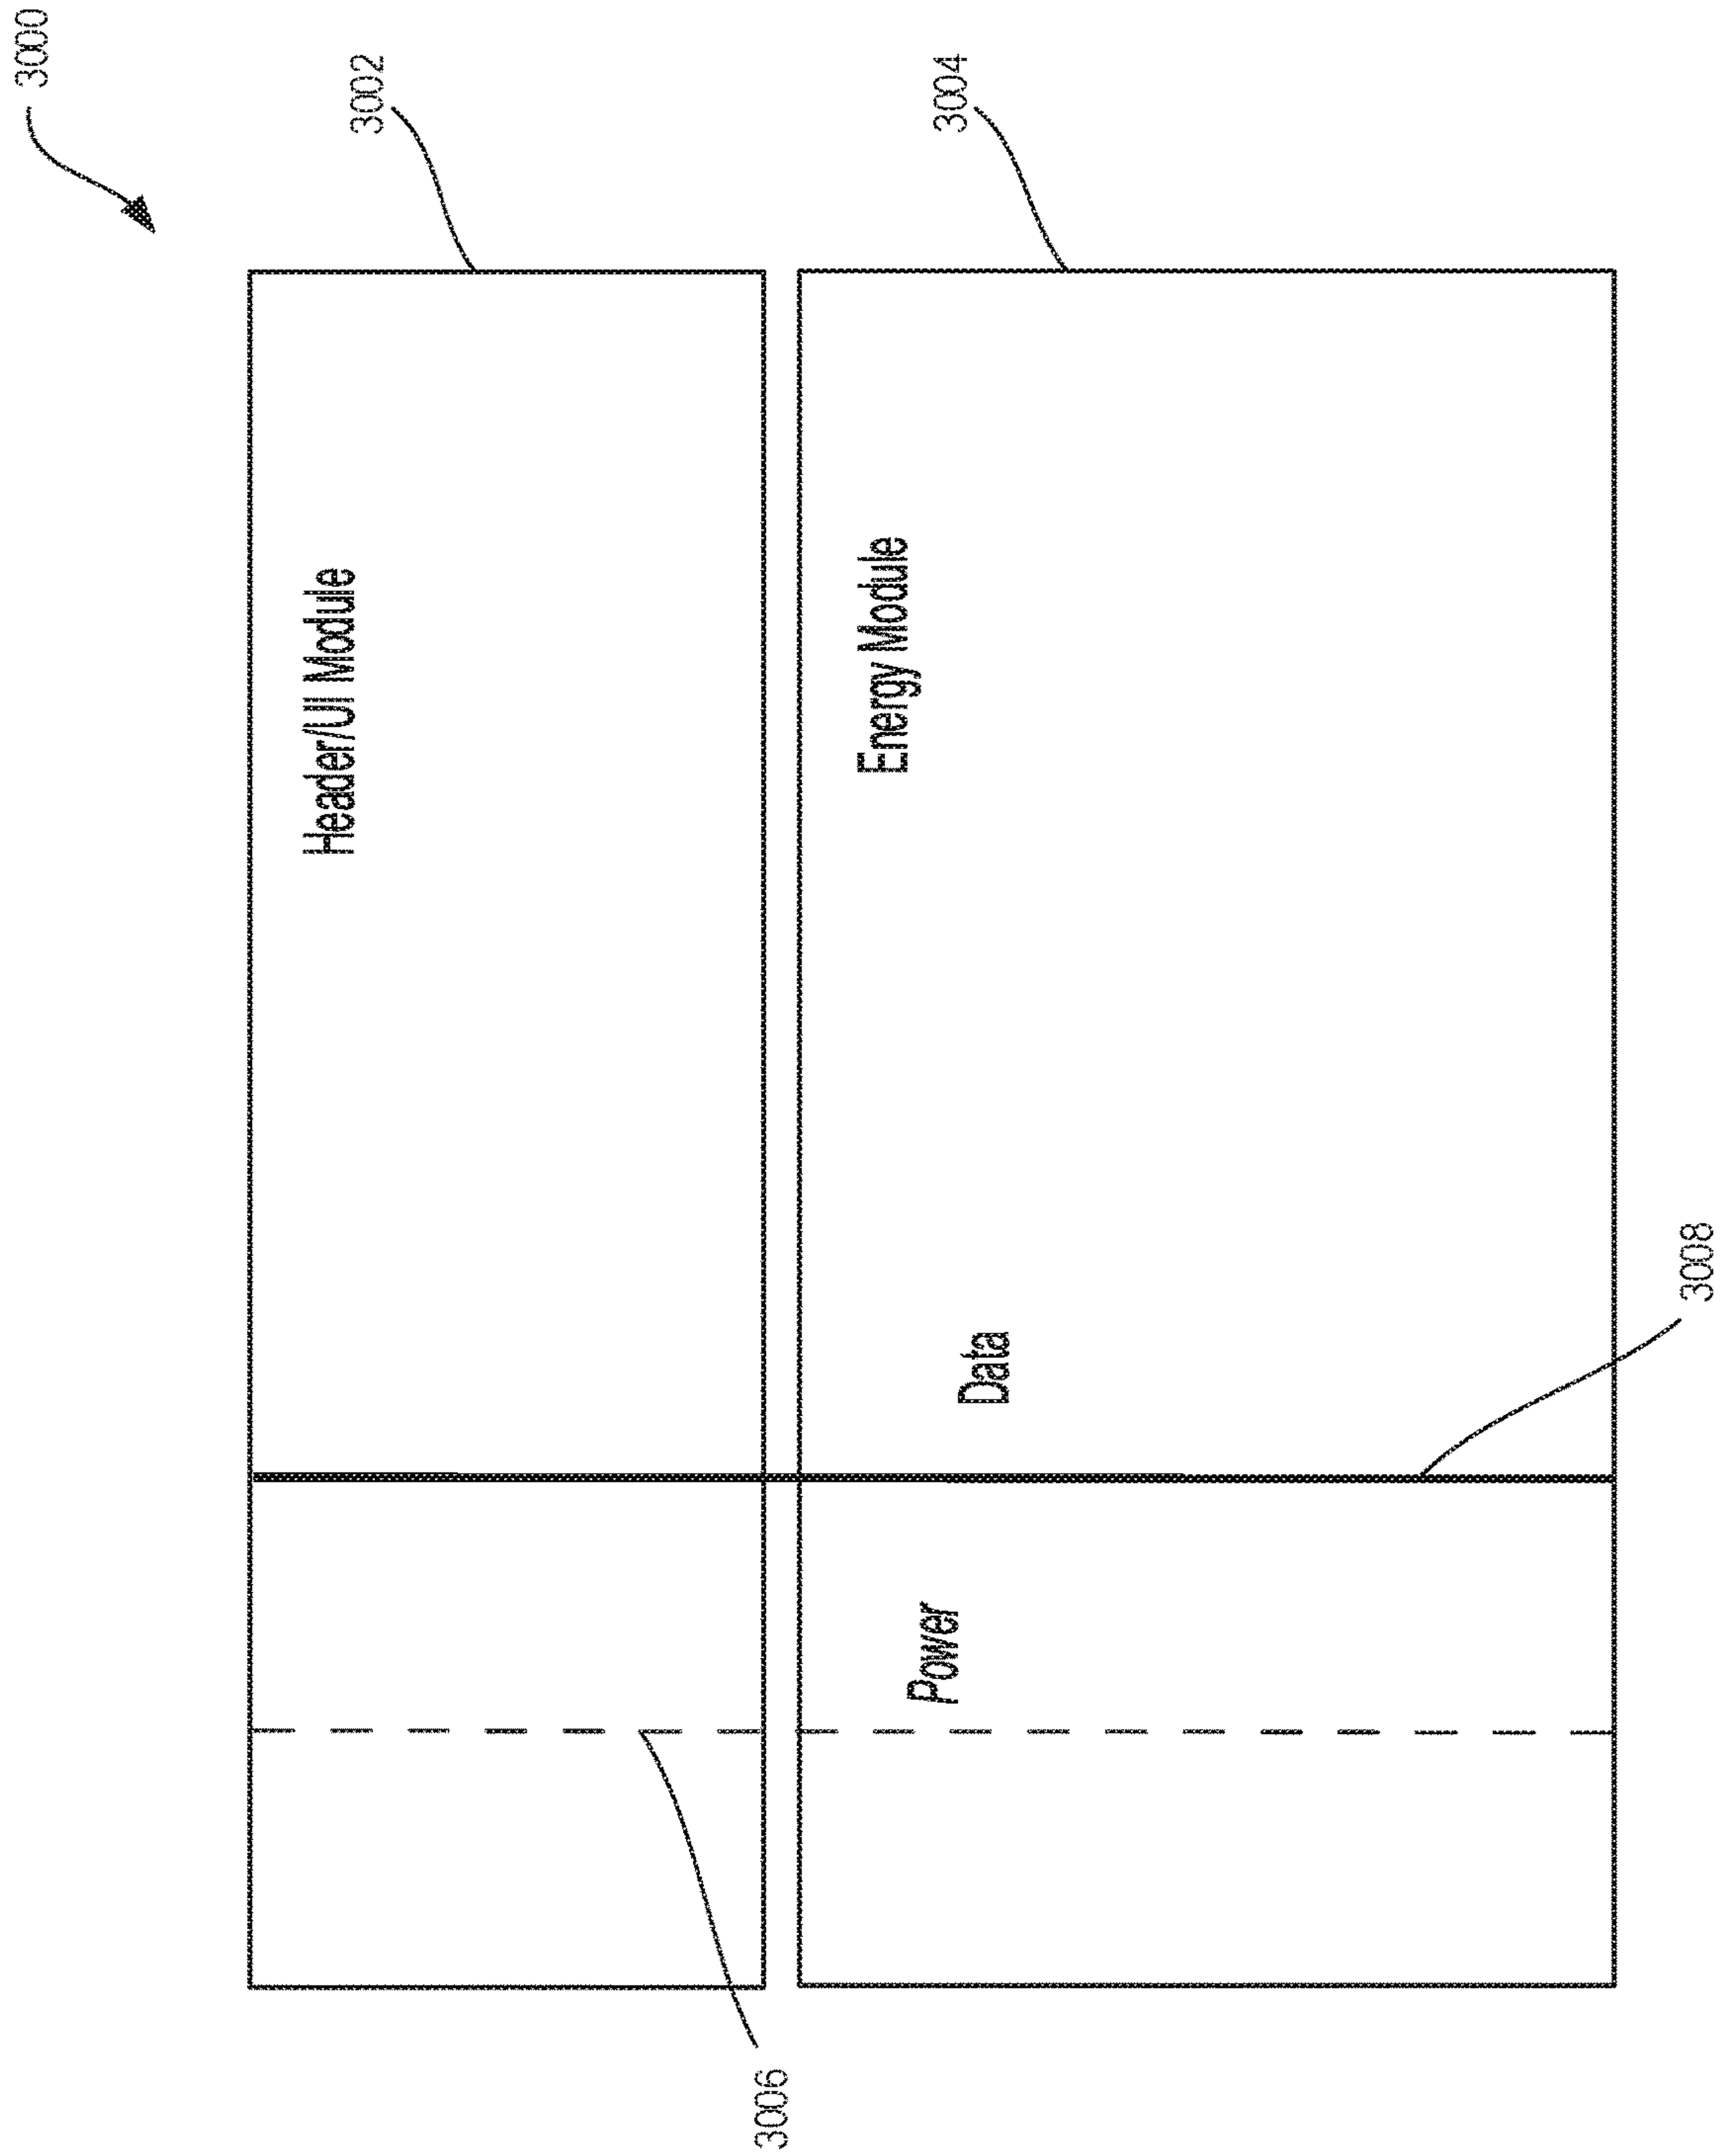 3000
3002
Header/UI Module
3004
Energy Module
Data
Power
3006
3008